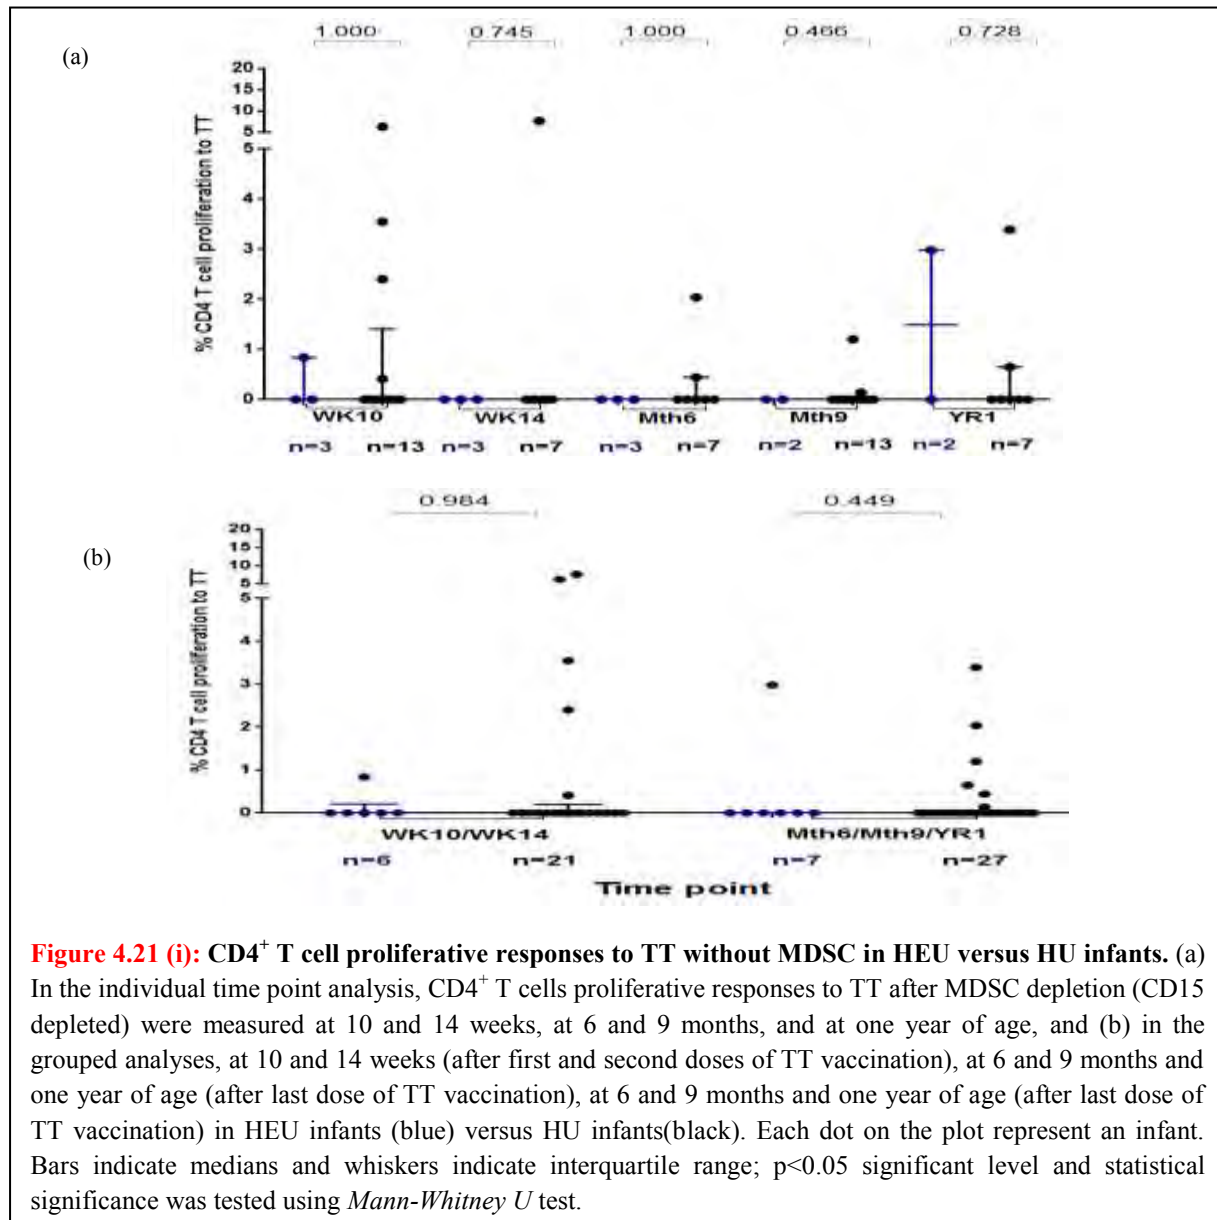 1.000 0.745 1.000 0.466 0.728
(a)
% CD4 T cell proliferation to TT
20
15
10
5
5
4
3
2
1
0
WK10 WK14 Mth6 Mth9 YR1
n=3 n=13 n=3 n=7 n=3 n=7 n=2 n=13 n=2 n=7
0.984 0.449
(b)
% CD4 T cell proliferation to TT
20
15
10
5
5
4
3
2
1
0
WK10/WK14 Mth6/Mth9/YR1
n=6 n=21 n=7 n=27
Time point
Figure 4.21 (i): CD4⁺ T cell proliferative responses to TT without MDSC in HEU versus HU infants. (a)
In the individual time point analysis, CD4⁺ T cells proliferative responses to TT after MDSC depletion (CD15
depleted) were measured at 10 and 14 weeks, at 6 and 9 months, and at one year of age, and (b) in the
grouped analyses, at 10 and 14 weeks (after first and second doses of TT vaccination), at 6 and 9 months and
one year of age (after last dose of TT vaccination), at 6 and 9 months and one year of age (after last dose of
TT vaccination) in HEU infants (blue) versus HU infants(black). Each dot on the plot represent an infant.
Bars indicate medians and whiskers indicate interquartile range; p<0.05 significant level and statistical
significance was tested using Mann-Whitney U test.